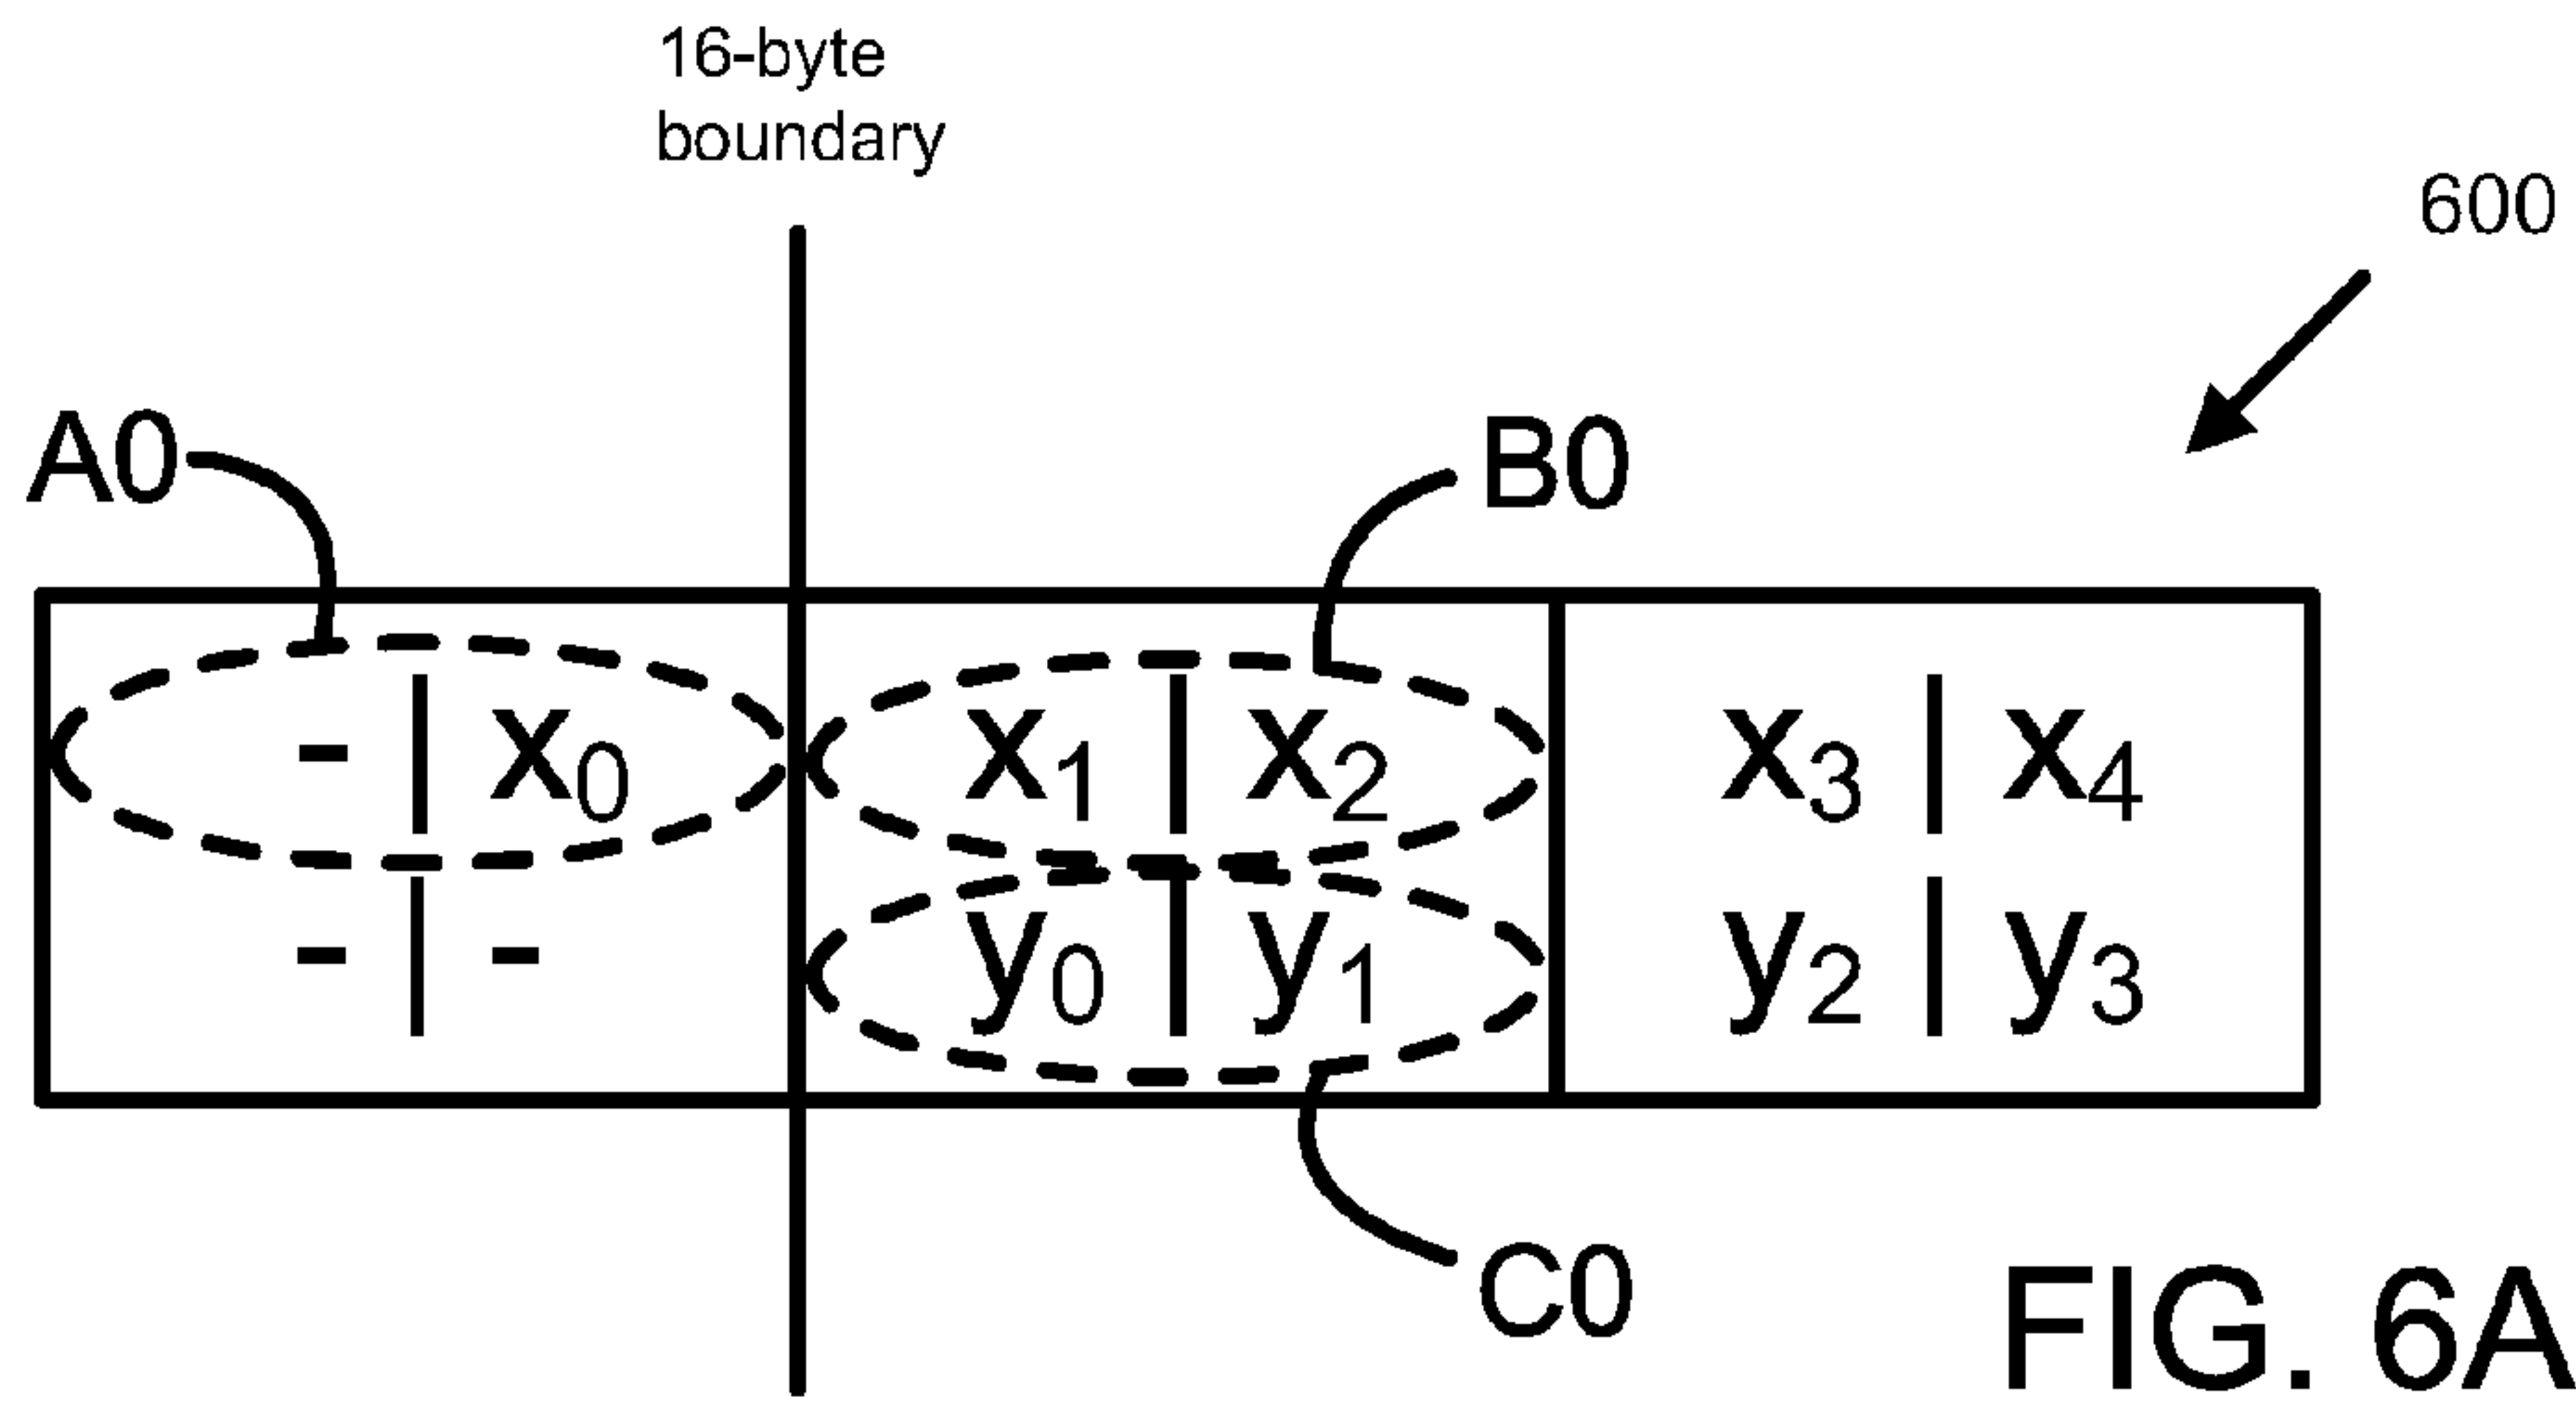 16-byte
boundary
600
A0
B0
- | x₀
x₁ | x₂
x₃ | x₄
- | -
y₀ | y₁
y₂ | y₃
C0
FIG. 6A